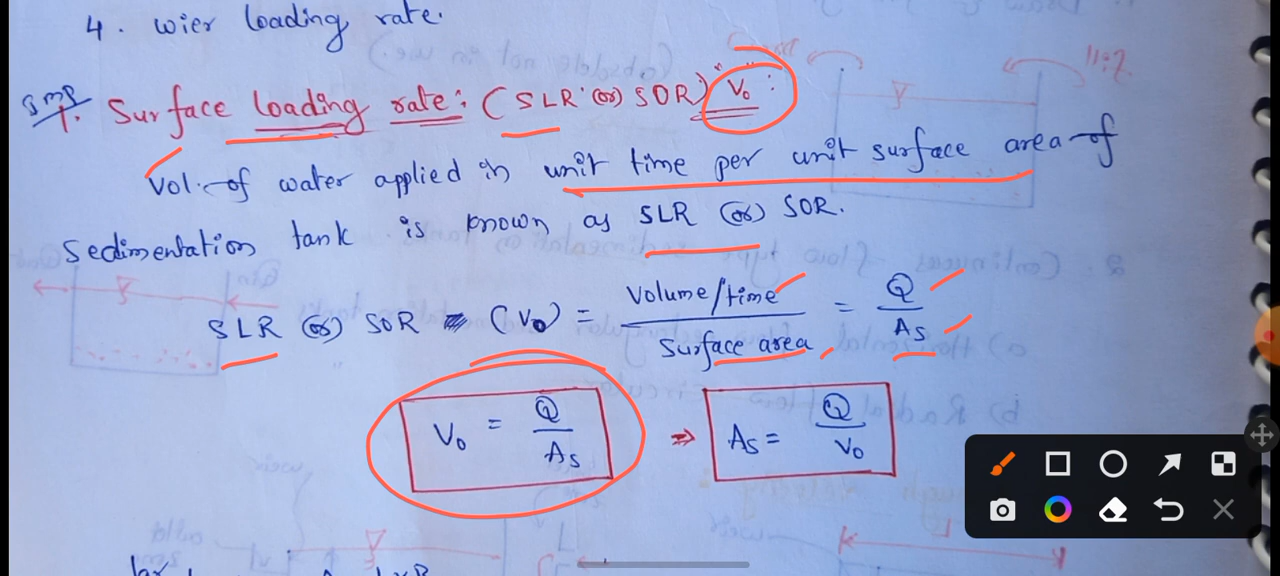 4. wier loading rate.
Imp
1. Surface loading rate: (SLR (or) SOR) "V₀":
Vol. of water applied in unit time per unit surface area of
Sedimentation tank is known as SLR (or) SOR.
SLR (or) SOR = (V₀) = Volume/time / Surface area = Q / As
V₀ = Q / As ⇒ As = Q / V₀